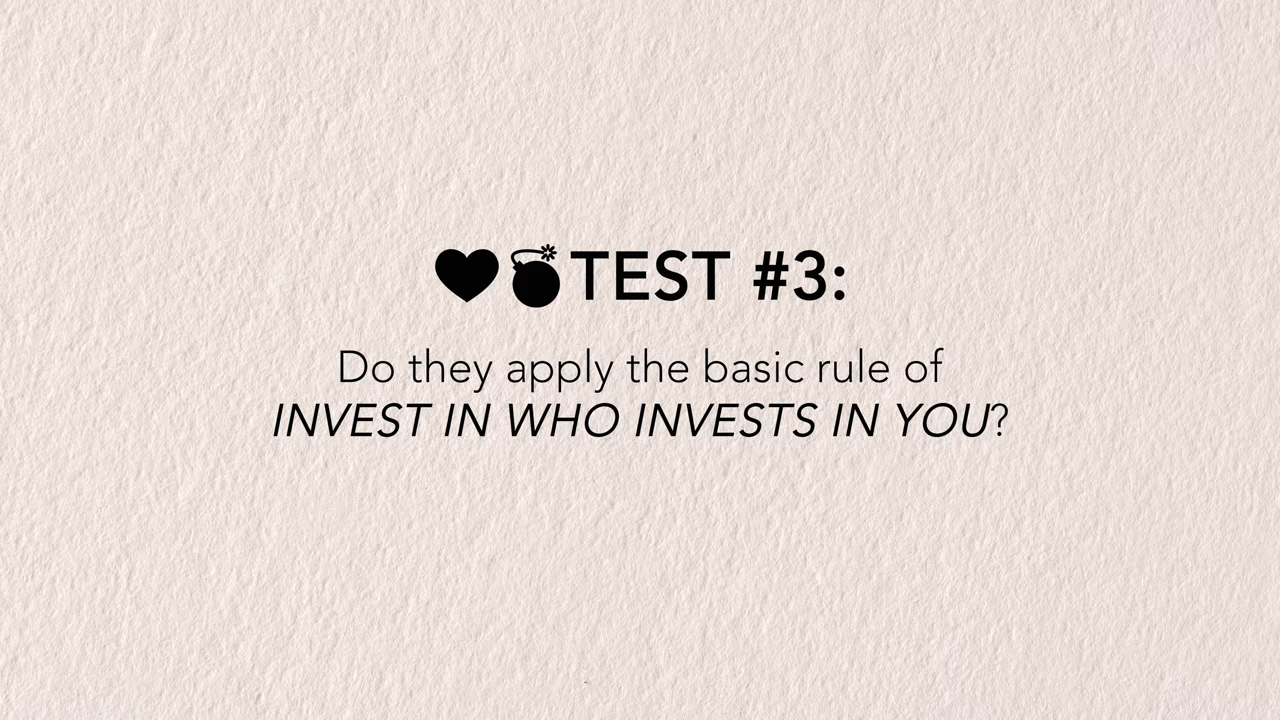 ♥💣TEST #3:
Do they apply the basic rule of
INVEST IN WHO INVESTS IN YOU?